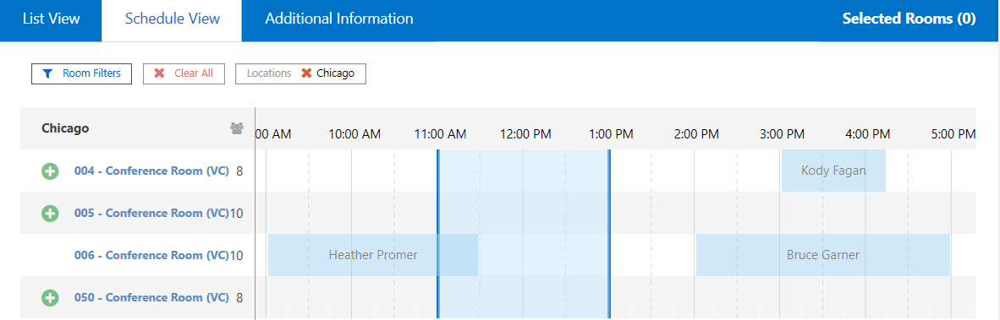 List View Schedule View Additional Information Selected Rooms (0)
Room Filters Clear All Locations Chicago
Chicago 00 AM 10:00 AM 11:00 AM 12:00 PM 1:00 PM 2:00 PM 3:00 PM 4:00 PM 5:00 PM
004 - Conference Room (VC) 8 Kody Fagan
005 - Conference Room (VC) 10
006 - Conference Room (VC) 10 Heather Promer Bruce Garner
050 - Conference Room (VC) 8